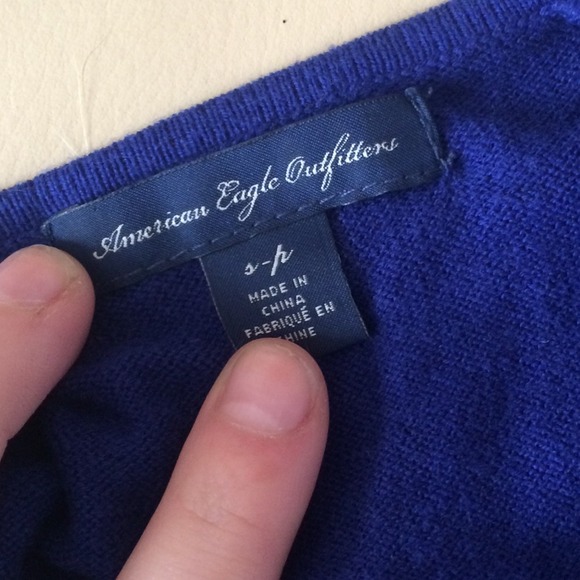 American Eagle Outfitters
s-p
MADE IN
CHINA
FABRIQUÉ EN
CHINE